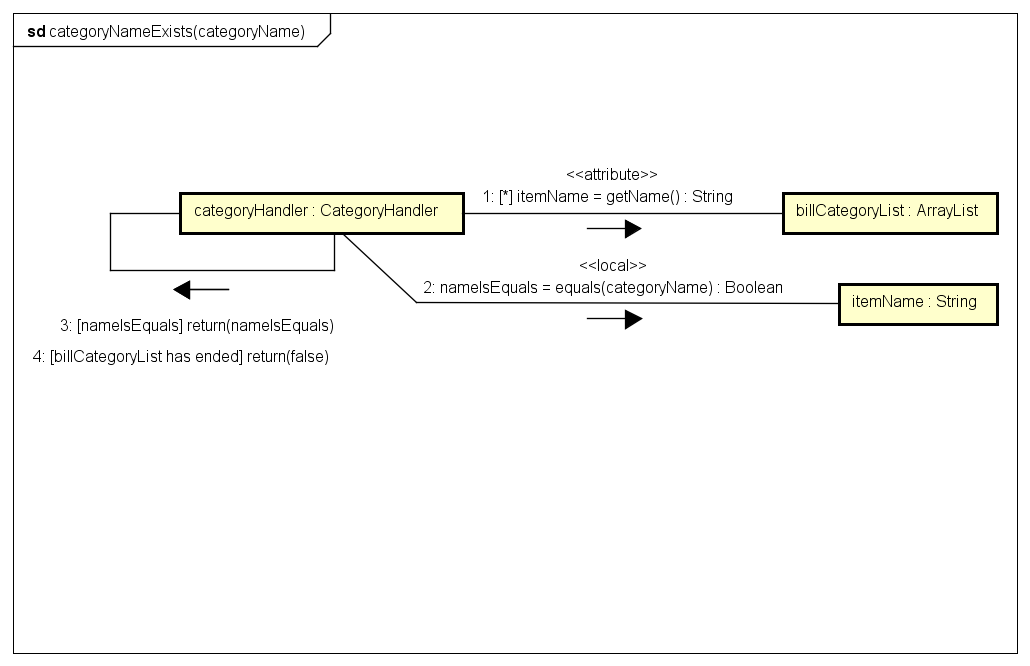 sd categoryNameExists(categoryName)
<<attribute>>
1: [*] itemName = getName() : String
categoryHandler : CategoryHandler
billCategoryList : ArrayList
<<local>>
2: nameIsEquals = equals(categoryName) : Boolean
itemName : String
3: [nameIsEquals] return(nameIsEquals)
4: [billCategoryList has ended] return(false)